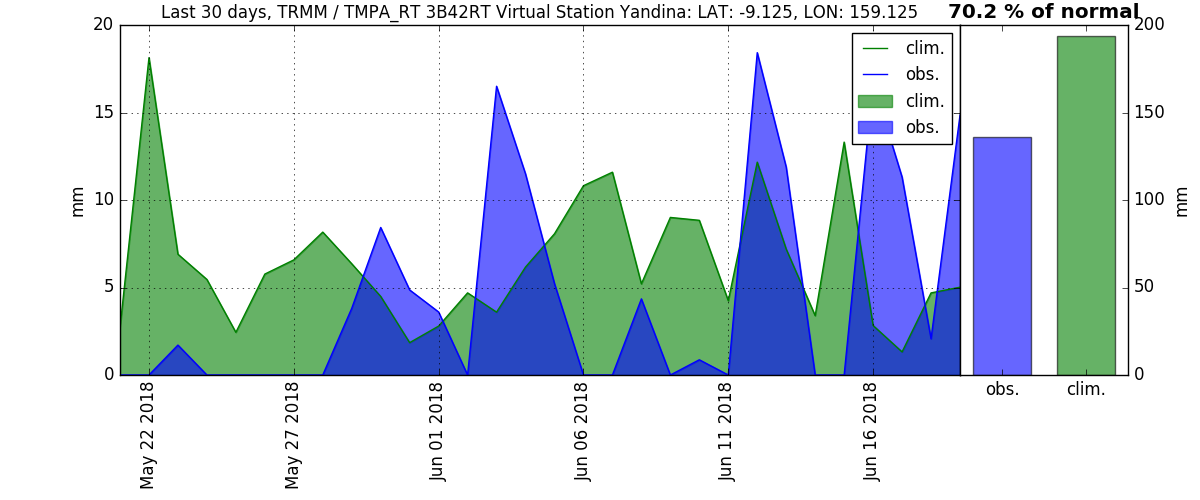 Last 30 days, TRMM / TMPA_RT 3B42RT Virtual Station Yandina: LAT: -9.125, LON: 159.125
70.2 % of normal
20
15
10
5
0
mm
clim.
obs.
clim.
obs.
200
150
100
50
0
mm
obs.
clim.
May 22 2018
May 27 2018
Jun 01 2018
Jun 06 2018
Jun 11 2018
Jun 16 2018